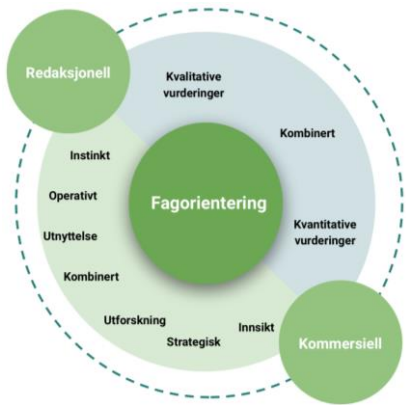 Redaksjonell
Kvalitative
vurderinger
Kombinert
Instinkt
Operativt
Fagorientering
Utnyttelse
Kvantitative
vurderinger
Kombinert
Utforskning
Innsikt
Strategisk
Kommersiell